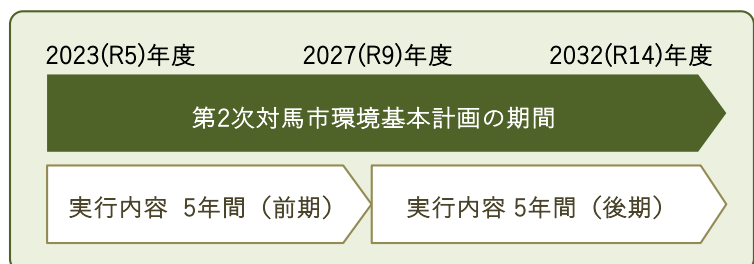 2023(R5)年度 2027(R9)年度 2032(R14)年度
第2次対馬市環境基本計画の期間
実行内容 5年間（前期） 実行内容 5年間（後期）